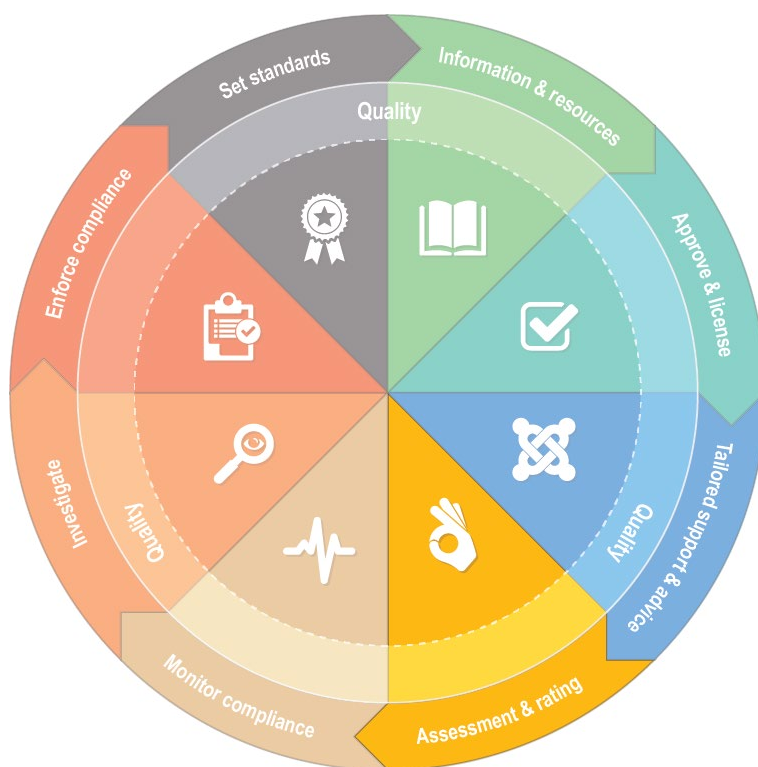 Set standards
Information & resources
Approve & license
Tailored support & advice
Assessment & rating
Monitor compliance
Investigate
Enforce compliance
Quality
Quality
Quality